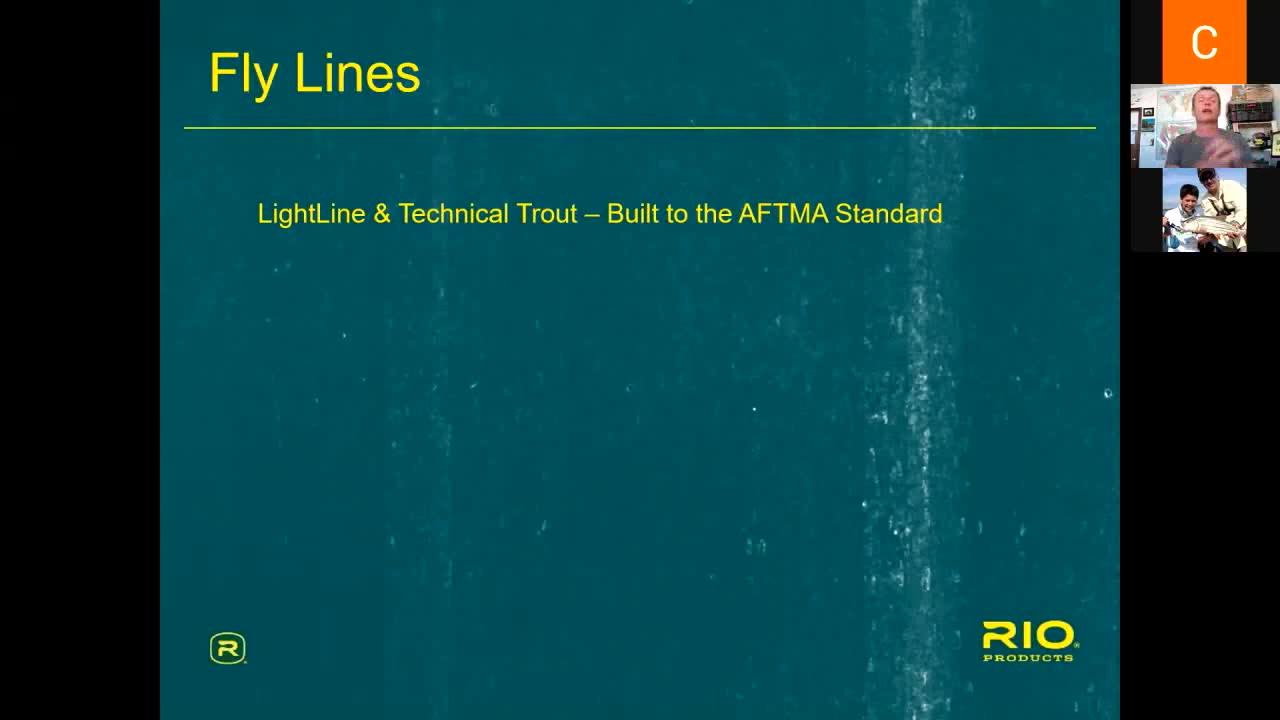 Fly Lines
LightLine & Technical Trout – Built to the AFTMA Standard
R
RIO
PRODUCTS
C